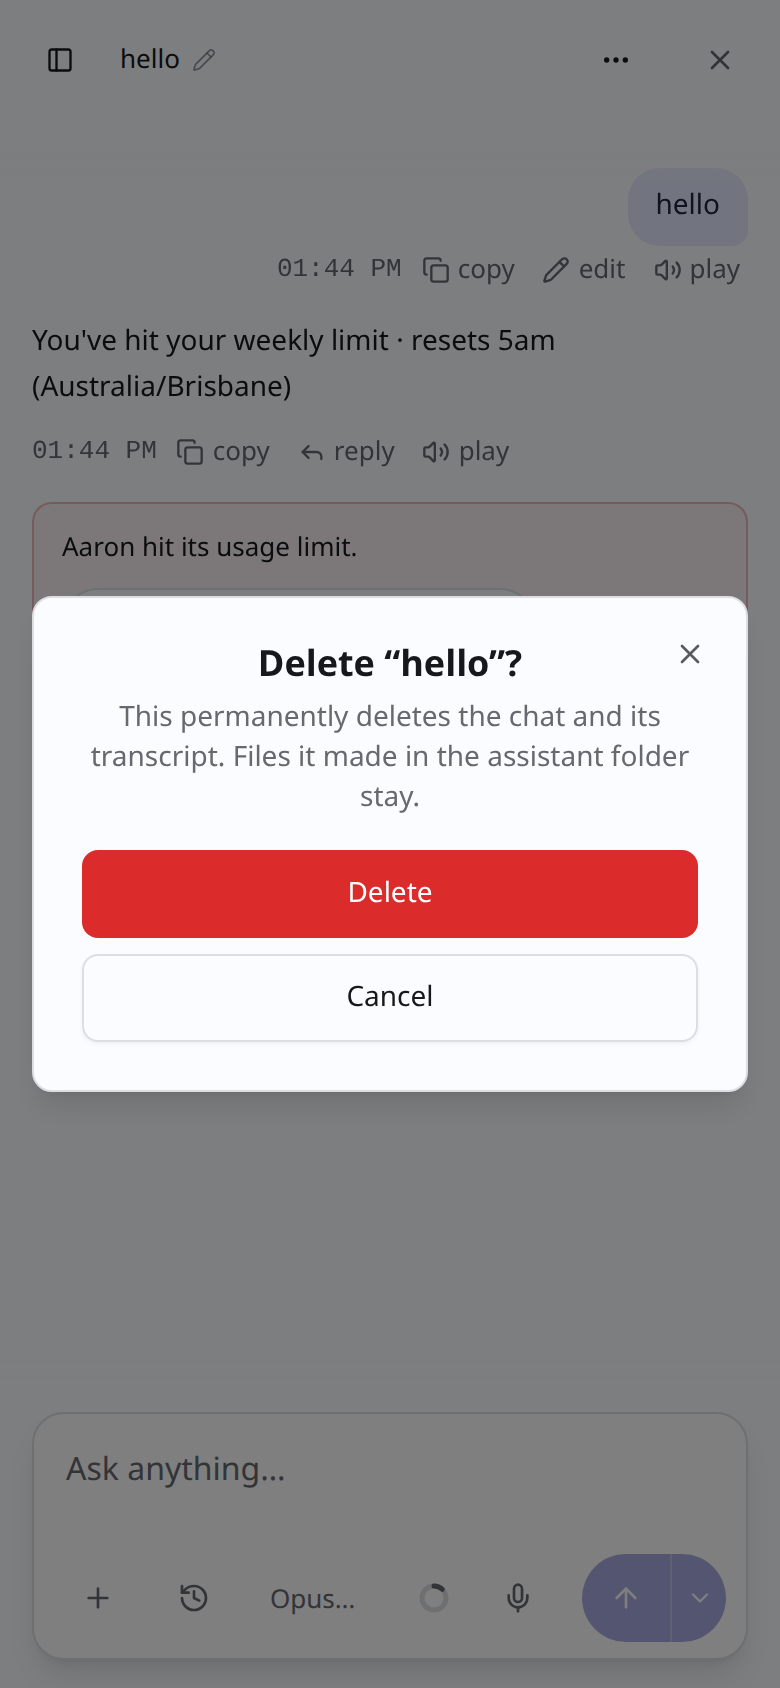 hello
hello
01:44 PM copy edit play
You've hit your weekly limit · resets 5am
(Australia/Brisbane)
01:44 PM copy reply play
Aaron hit its usage limit.
Delete “hello”?
This permanently deletes the chat and its
transcript. Files it made in the assistant folder
stay.
Delete
Cancel
Ask anything...
Opus...